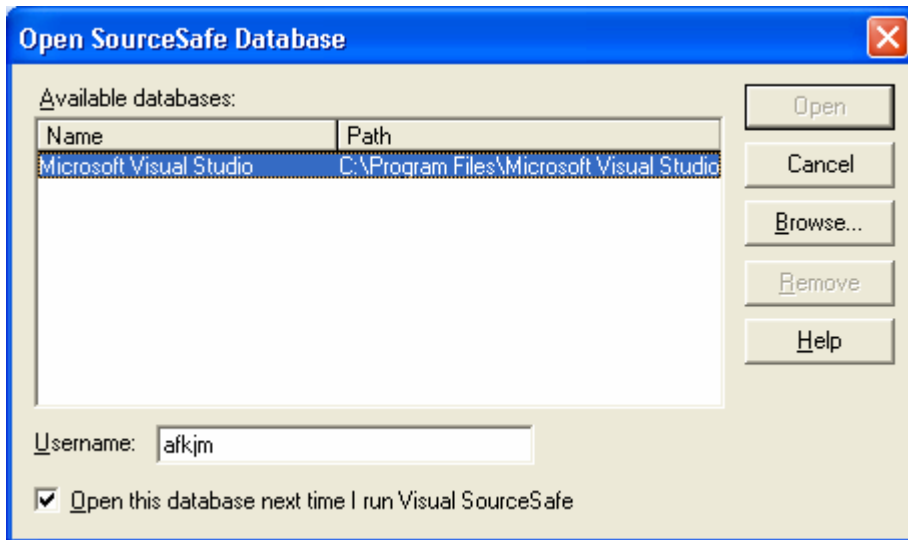 Open SourceSafe Database
Available databases:
Name Path
Microsoft Visual Studio C:\Program Files\Microsoft Visual Studio
Open
Cancel
Browse...
Remove
Help
Username: afkjm
Open this database next time I run Visual SourceSafe